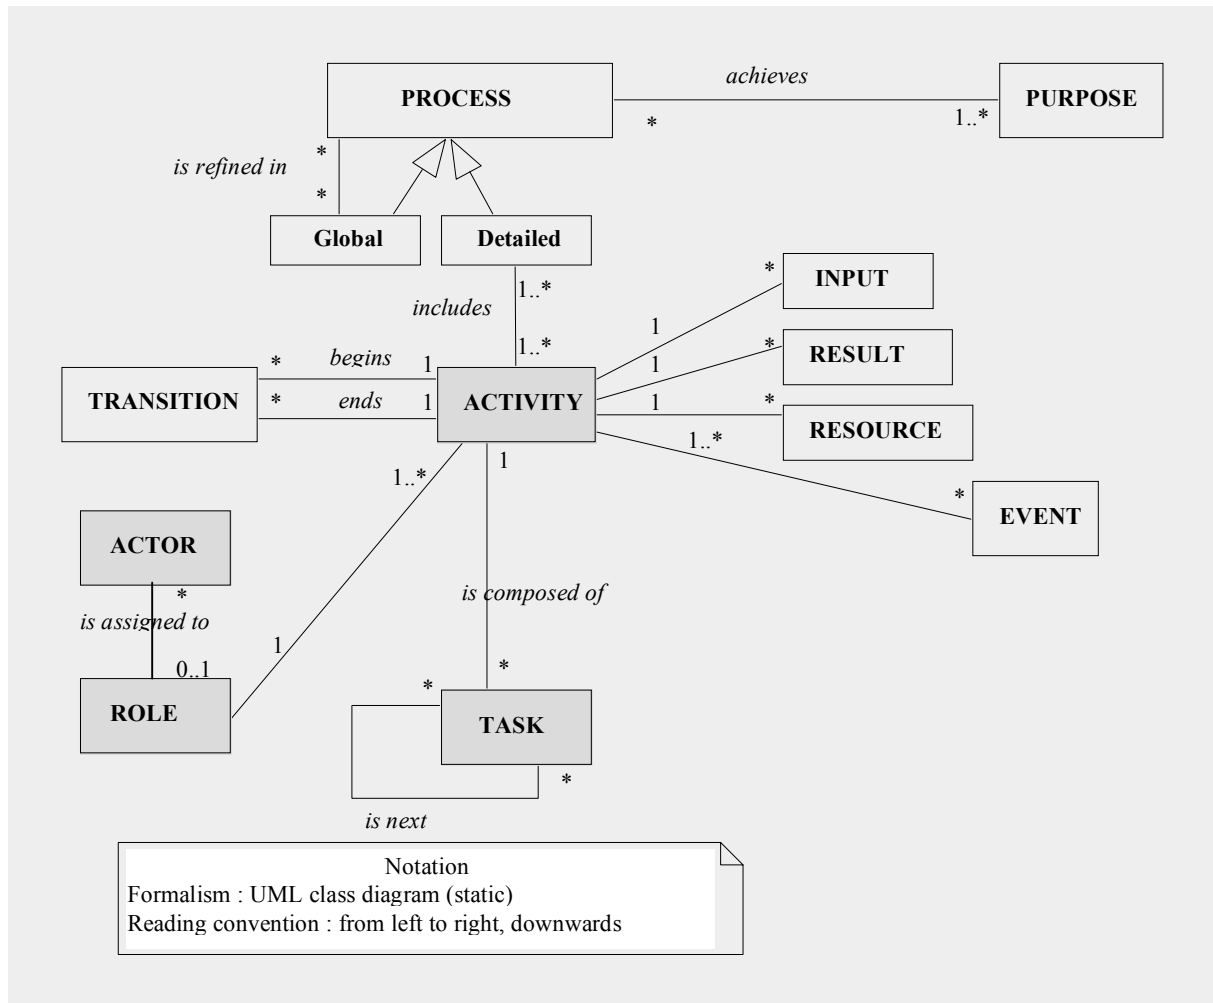 achieves
PROCESS
PURPOSE
*
1..*
is refined in
*
*
Global
Detailed
includes
1..*
1..*
*
INPUT
1
begins
*
1
1
*
RESULT
TRANSITION
ends
*
1
ACTIVITY
1
*
RESOURCE
1..*
1..*
1
*
EVENT
ACTOR
*
is assigned to
0..1
ROLE
1
is composed of
*
*
TASK
*
is next
Notation
Formalism : UML class diagram (static)
Reading convention : from left to right, downwards